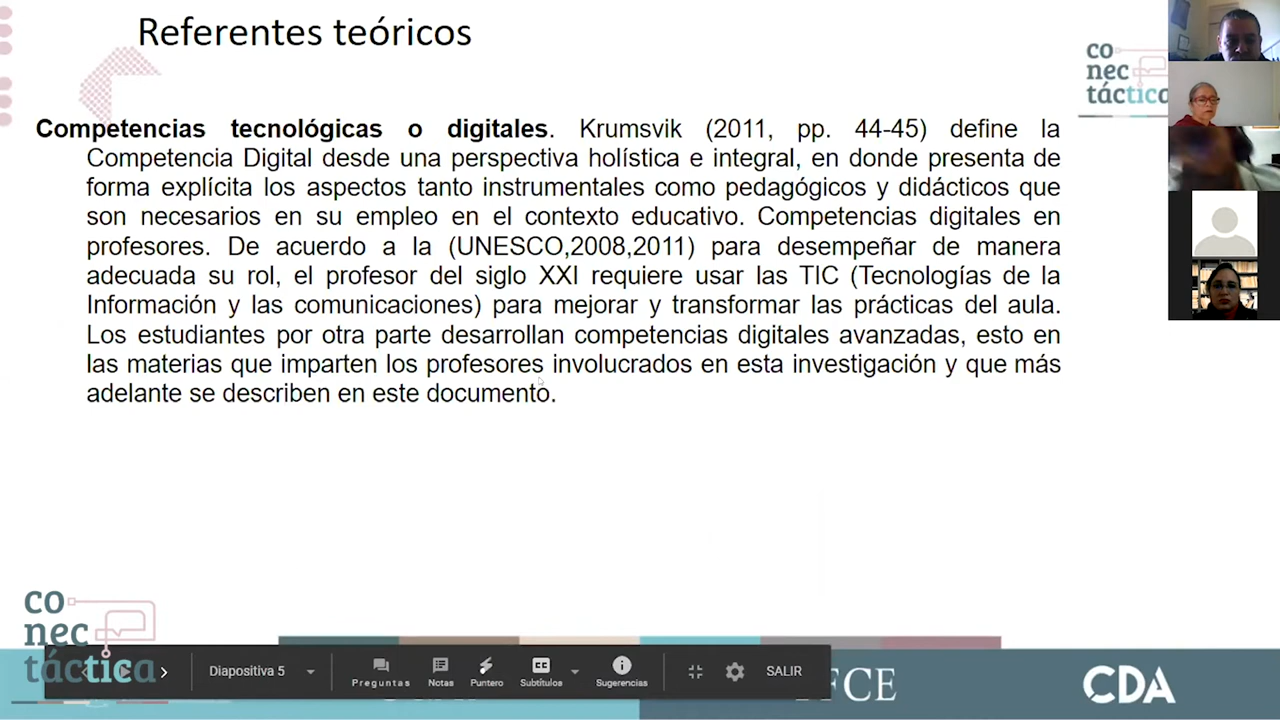 Referentes teóricos
co
nec
táctica
Competencias tecnológicas o digitales. Krumsvik (2011, pp. 44-45) define la
Competencia Digital desde una perspectiva holística e integral, en donde presenta de
forma explícita los aspectos tanto instrumentales como pedagógicos y didácticos que
son necesarios en su empleo en el contexto educativo. Competencias digitales en
profesores. De acuerdo a la (UNESCO,2008,2011) para desempeñar de manera
adecuada su rol, el profesor del siglo XXI requiere usar las TIC (Tecnologías de la
Información y las comunicaciones) para mejorar y transformar las prácticas del aula.
Los estudiantes por otra parte desarrollan competencias digitales avanzadas, esto en
las materias que imparten los profesores involucrados en esta investigación y que más
adelante se describen en este documento.
co
nec
táctica
Diapositiva 5
Preguntas
Notas
Puntero
CC
Subtítulos
Sugerencias
SALIR
FCE
CDA